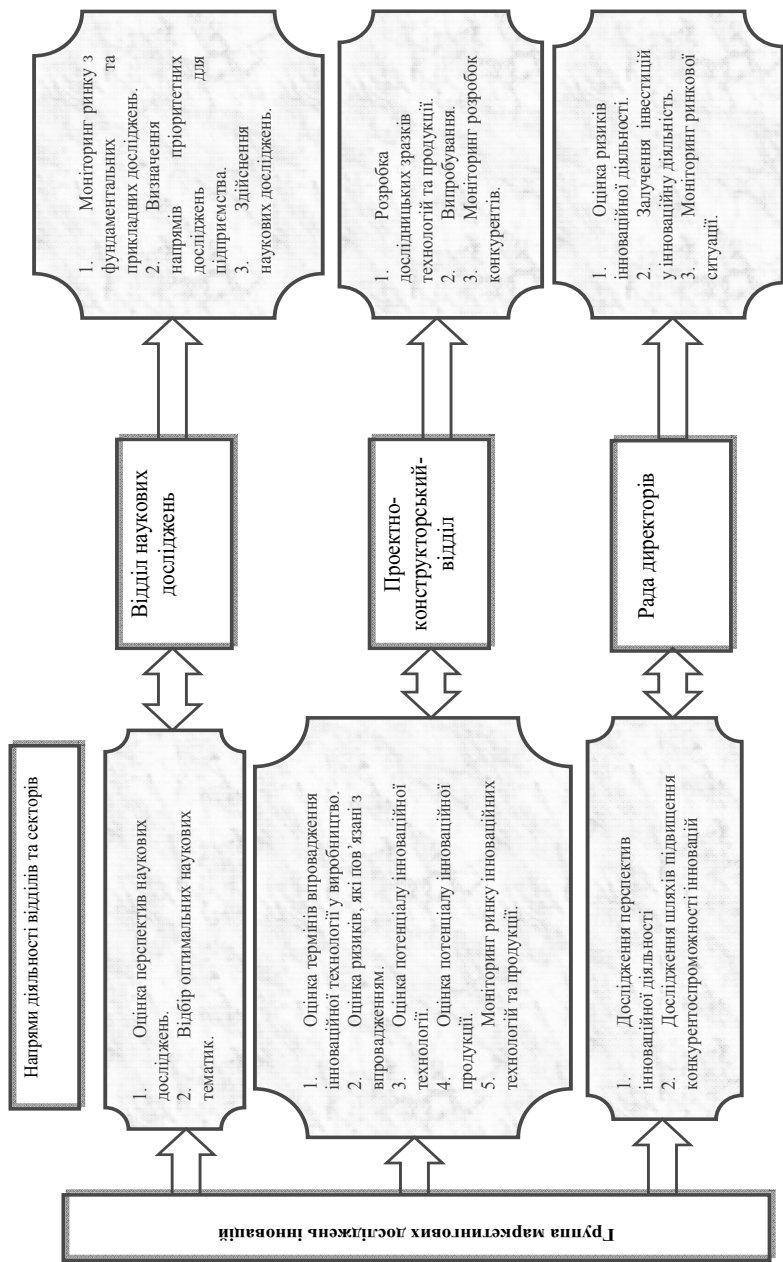 Напрями діяльності відділів та секторів
Группа маркетингових досліджень інновацій
1. Оцінка перспектив наукових
досліджень.
2. Відбір оптимальних наукових
тематик.
Відділ наукових
досліджень
1. Моніторинг ринку з
фундаментальних та
прикладних досліджень.
2. Визначення
напрямів пріоритетних
досліджень для
підприємства.
3. Здійснення
наукових досліджень.
1. Оцінка термінів впровадження
інноваційної технології у виробництво.
2. Оцінка ризиків, які пов’язані з
впровадженням.
3. Оцінка потенціалу інноваційної
технології.
4. Оцінка потенціалу інноваційної
продукції.
5. Моніторинг ринку інноваційних
технологій та продукції.
Проектно-
конструкторський-
відділ
1. Розробка
дослідницьких зразків
технологій та продукції.
2. Випробування.
3. Моніторинг розробок
конкурентів.
1. Дослідження перспектив
інноваційної діяльності
2. Дослідження шляхів підвищення
конкурентоспроможності інновацій
Рада директорів
1. Оцінка ризиків
інноваційної діяльності.
2. Залучення інвестицій
у інноваційну діяльність.
3. Моніторинг ринкової
ситуації.